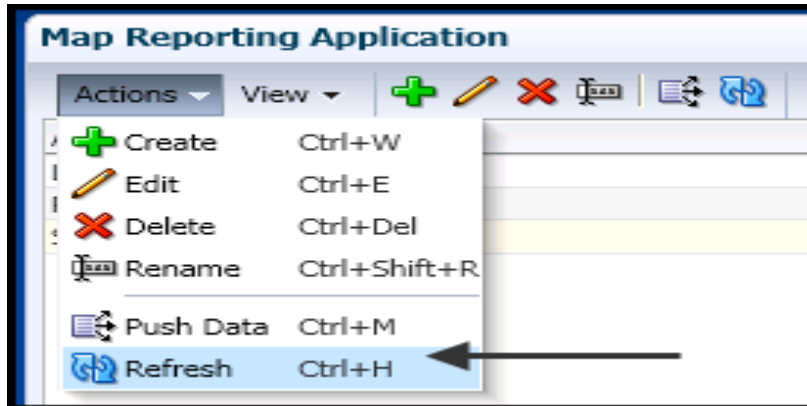 Map Reporting Application
Actions View
Create Ctrl+W
Edit Ctrl+E
Delete Ctrl+Del
Rename Ctrl+Shift+R
Push Data Ctrl+M
Refresh Ctrl+H